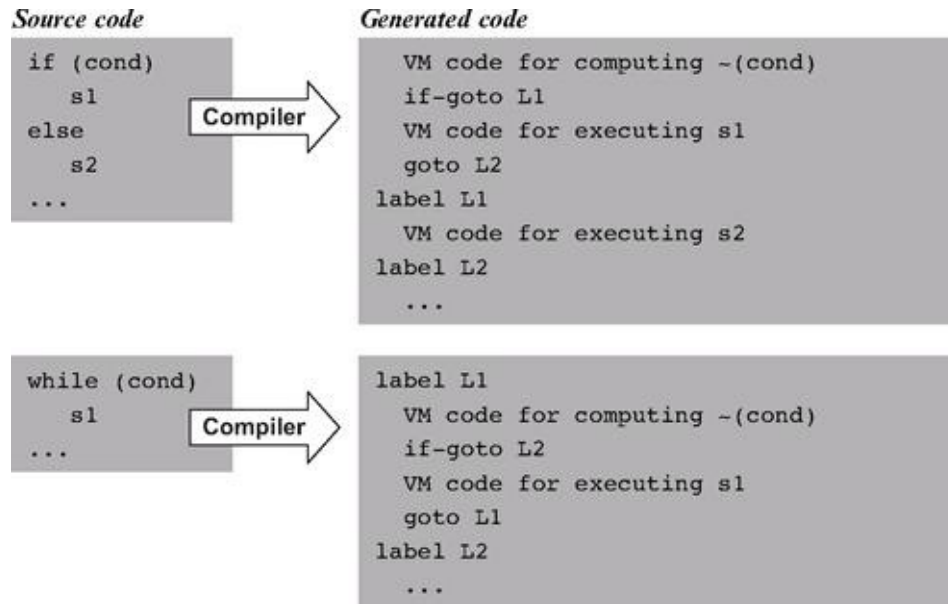 Source code
Generated code
if (cond)
s1
else
s2
...
Compiler
VM code for computing ~(cond)
if-goto L1
VM code for executing s1
goto L2
label L1
VM code for executing s2
label L2
...
while (cond)
s1
...
Compiler
label L1
VM code for computing ~(cond)
if-goto L2
VM code for executing s1
goto L1
label L2
...